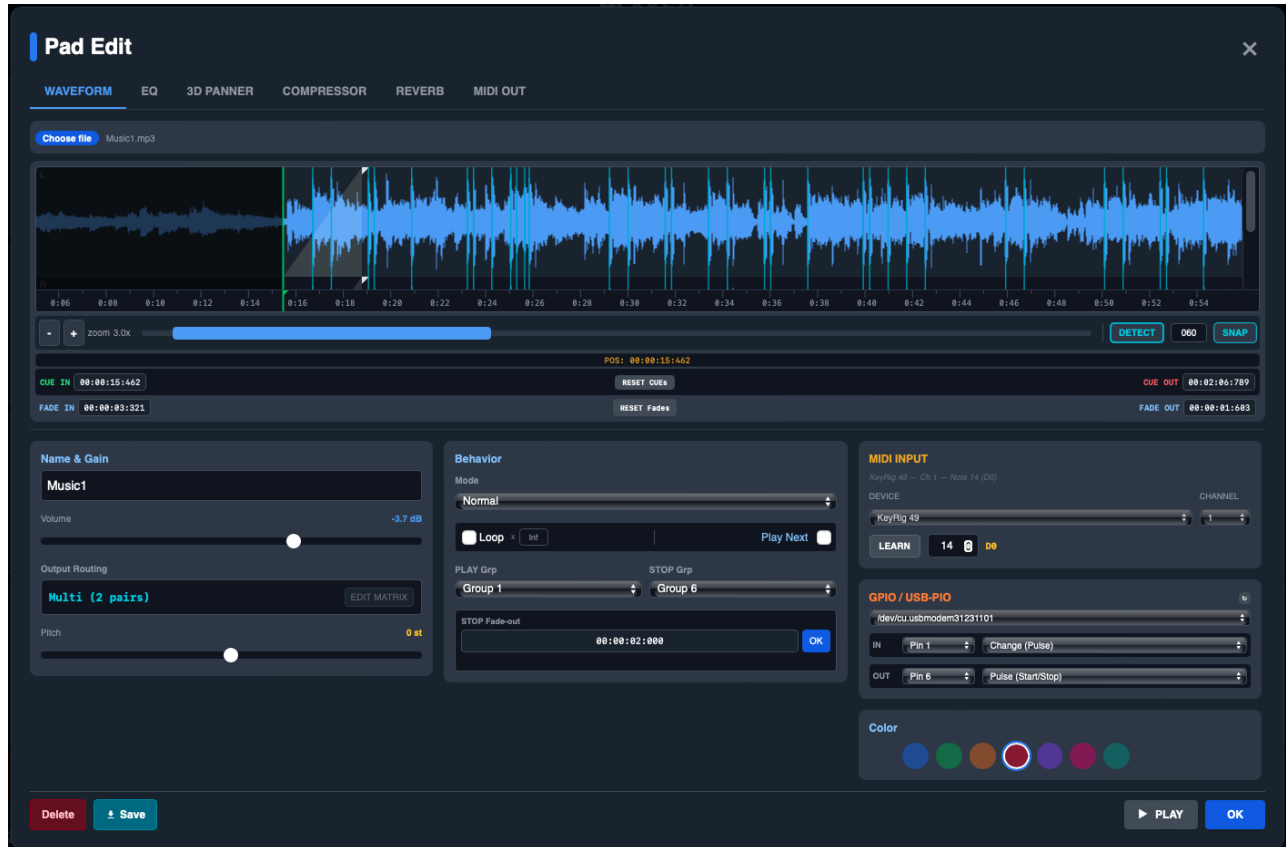 Pad Edit
×
WAVEFORM EQ 3D PANNER COMPRESSOR REVERB MIDI OUT
Choose file Music1.mp3
L
R
0:06 0:08 0:10 0:12 0:14 0:16 0:18 0:20 0:22 0:24 0:26 0:28 0:30 0:32 0:34 0:36 0:38 0:40 0:42 0:44 0:46 0:48 0:50 0:52 0:54
- + zoom 3.0x DETECT 060 SNAP
POS: 00:00:15:462
CUE IN 00:00:15:462 RESET CUEs CUE OUT 00:02:06:789
FADE IN 00:00:03:321 RESET Fades FADE OUT 00:00:01:603
Name & Gain
Music1
Volume -3.7 dB
Output Routing
Multi (2 pairs) EDIT MATRIX
Pitch 0 st
Behavior
Mode
Normal
Loop × Inf Play Next
PLAY Grp STOP Grp
Group 1 Group 6
STOP Fade-out
00:00:02:000 OK
MIDI INPUT
KeyRig 49 — Ch 1 — Note 14 (D0)
DEVICE CHANNEL
KeyRig 49 1
LEARN 14 D0
GPIO / USB-PIO
/dev/cu.usbmodem31231101
IN Pin 1 Change (Pulse)
OUT Pin 6 Pulse (Start/Stop)
Color
Delete Save PLAY OK